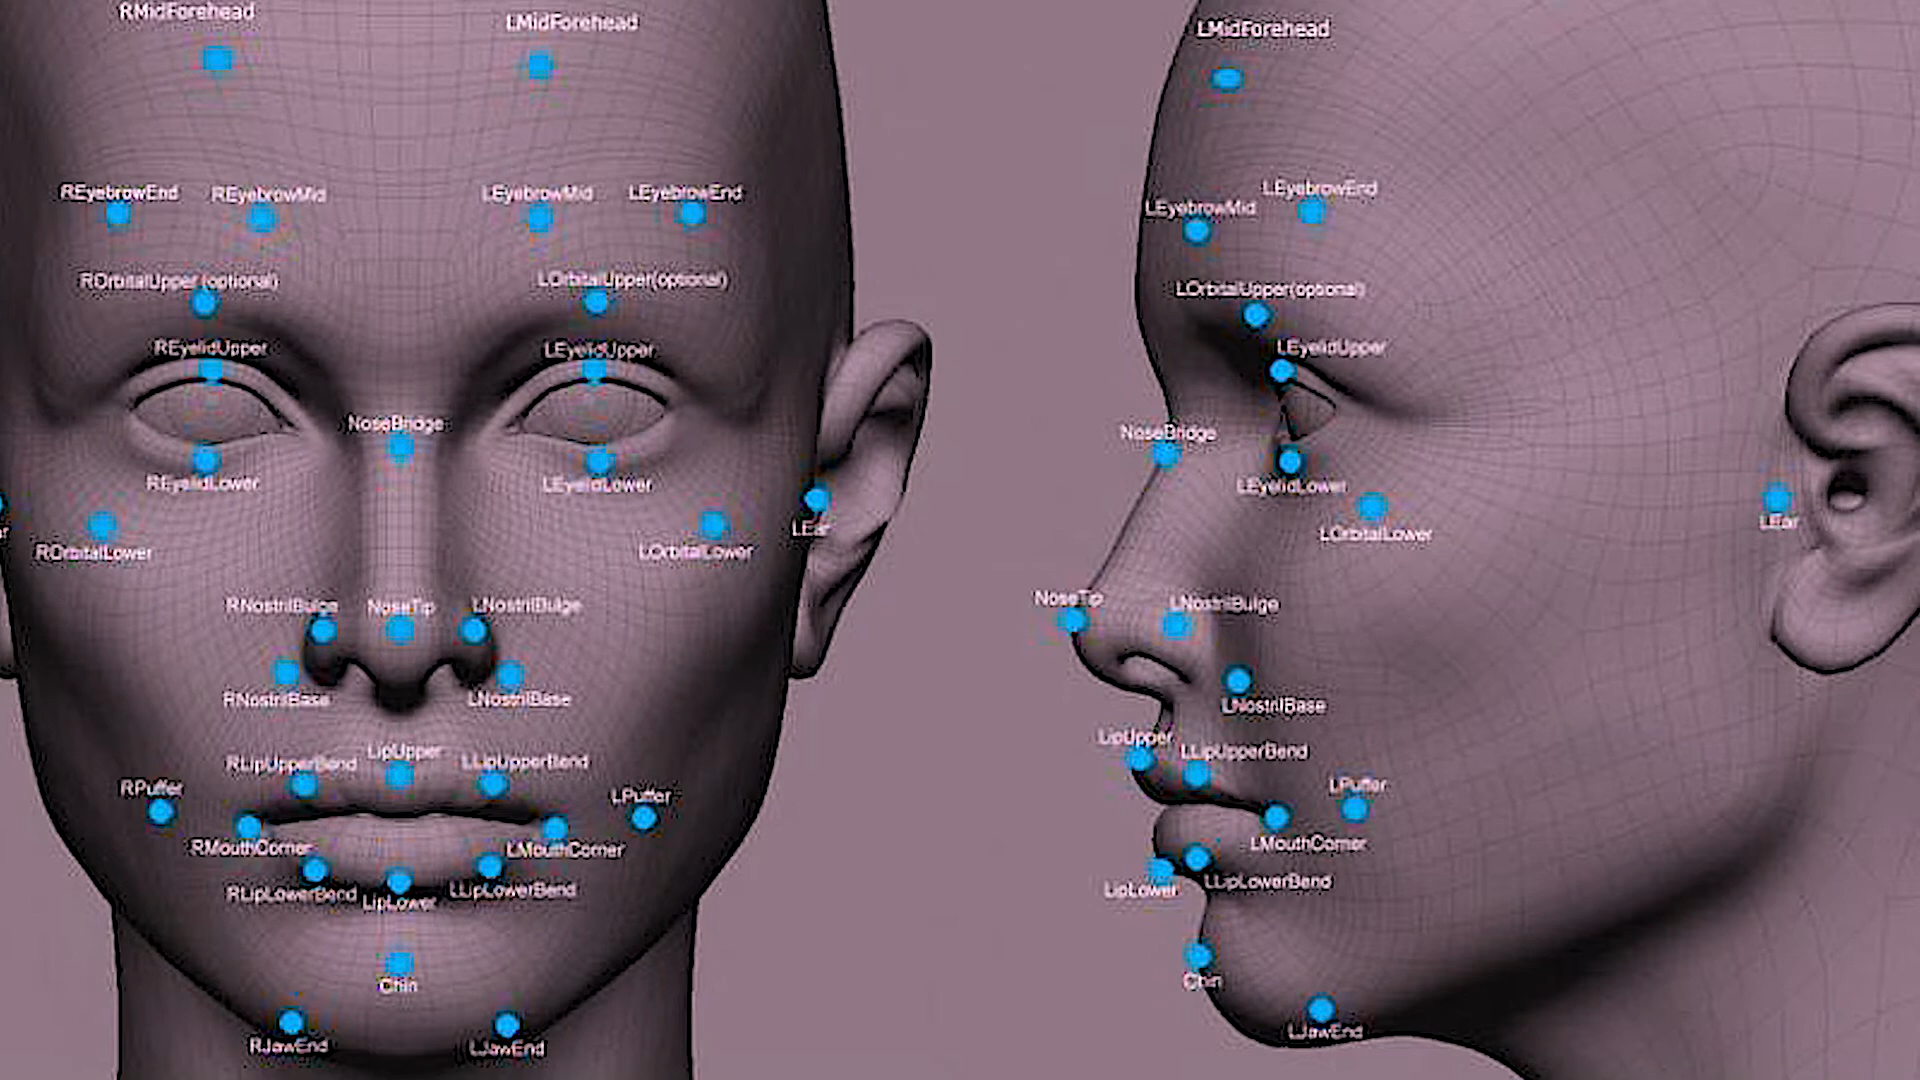 RMidForehead
LMidForehead
REyebrowEnd
REyebrowMid
LEyebrowMid
LEyebrowEnd
ROrbitalUpper (optional)
LOrbitalUpper(optional)
REyelidUpper
LEyelidUpper
NoseBridge
REyelidLower
LEyelidLower
LEar
ROrbitalLower
LOrbitalLower
RNostrilBulge
NoseTip
LNostrilBulge
RNostrilBase
LNostrilBase
LipUpper
RLipUpperBend
LLipUpperBend
RPuffer
LPuffer
RMouthCorner
LMouthCorner
RLipLowerBend
LipLower
LLipLowerBend
Chin
RJawEnd
LJawEnd
LMidForehead
LEyebrowEnd
LEyebrowMid
LOrbitalUpper(optional)
LEyelidUpper
NoseBridge
LEyelidLower
LEar
LOrbitalLower
NoseTip
LNostrilBulge
LNostrilBase
LipUpper
LLipUpperBend
LPuffer
LMouthCorner
LipLower
LLipLowerBend
Chin
LJawEnd